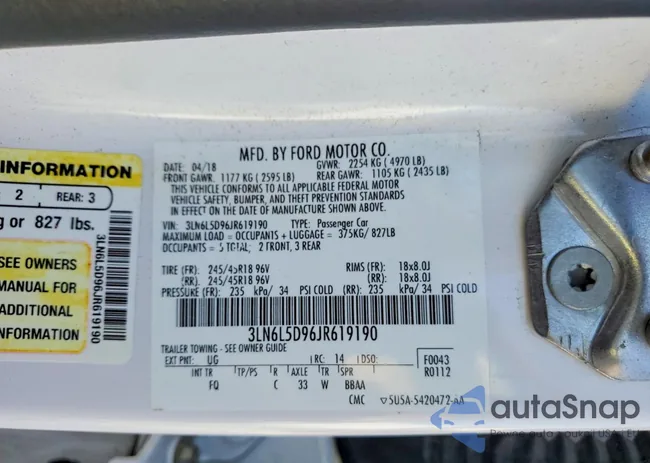 INFORMATION
2 REAR: 3
or 827 lbs.
SEE OWNERS
MANUAL FOR
ADDITIONAL
INFORMATION
3LN6L5D96JR619190
MFD. BY FORD MOTOR CO.
DATE: 04/18 GVWR: 2254 KG ( 4970 LB)
FRONT GAWR: 1177 KG ( 2595 LB) REAR GAWR: 1105 KG ( 2435 LB)
THIS VEHICLE CONFORMS TO ALL APPLICABLE FEDERAL MOTOR
VEHICLE SAFETY, BUMPER, AND THEFT PREVENTION STANDARDS
IN EFFECT ON THE DATE OF MANUFACTURE SHOWN ABOVE.
VIN: 3LN6L5D96JR619190 TYPE: Passenger Car
MAXIMUM LOAD = OCCUPANTS + LUGGAGE = 375KG/ 827LB
OCCUPANTS = 5 TOTAL; 2 FRONT, 3 REAR
TIRE (FR): 245/45R18 96V RIMS (FR): 18x8.0J
(RR): 245/45R18 96V (RR): 18x8.0J
PRESSURE (FR): 235 kPa/ 34 PSI COLD (RR): 235 kPa/ 34 PSI COLD
3LN6L5D96JR619190
TRAILER TOWING - SEE OWNER GUIDE
EXT PNT: UG RC: 14 DSO: F0043
INT TR TP/PS R AXLE TR SPR R0112
FQ C 33 W BBAA
CMC 5U5A-5420472-AA
autaSnap